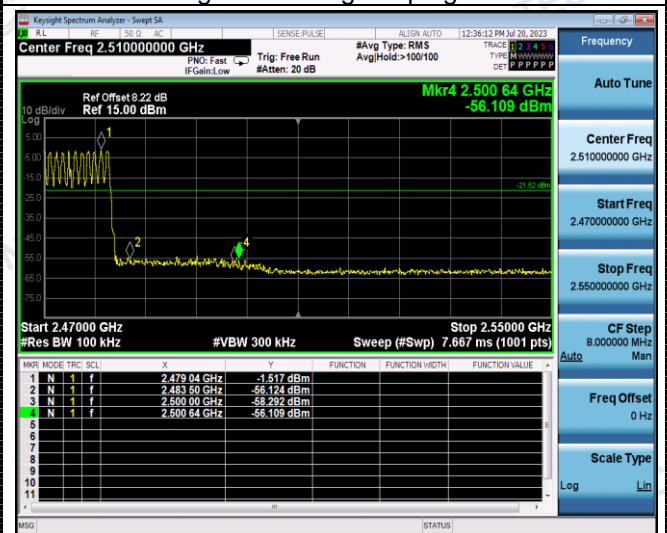 Keysight Spectrum Analyzer - Swept SA
RL RF 50 Ω AC SENSE:PULSE ALIGN AUTO 12:36:12 PM Jul 20, 2023
Center Freq 2.510000000 GHz #Avg Type: RMS TRACE 1 2 3 4 5 6
PNO: Fast Trig: Free Run Avg|Hold:>100/100 TYPE M WWWWW
IFGain:Low #Atten: 20 dB DET P P P P P P
Mkr4 2.500 64 GHz
Ref Offset 8.22 dB
10 dB/div Ref 15.00 dBm -56.109 dBm
Log
5.00
1
-5.00
-15.0
-21.52 dBm
-25.0
-35.0
-45.0
2 4
-55.0
-65.0
-75.0
Start 2.47000 GHz Stop 2.55000 GHz
#Res BW 100 kHz #VBW 300 kHz Sweep (#Swp) 7.667 ms (1001 pts)
MKR MODE TRC SCL X Y FUNCTION FUNCTION WIDTH FUNCTION VALUE
1 N 1 f 2.479 04 GHz -1.517 dBm
2 N 1 f 2.483 50 GHz -56.124 dBm
3 N 1 f 2.500 00 GHz -58.292 dBm
4 N 1 f 2.500 64 GHz -56.109 dBm
5
6
7
8
9
10
11
MSG STATUS
Frequency
Auto Tune
Center Freq
2.510000000 GHz
Start Freq
2.470000000 GHz
Stop Freq
2.550000000 GHz
CF Step
8.000000 MHz
Auto Man
Freq Offset
0 Hz
Scale Type
Log Lin